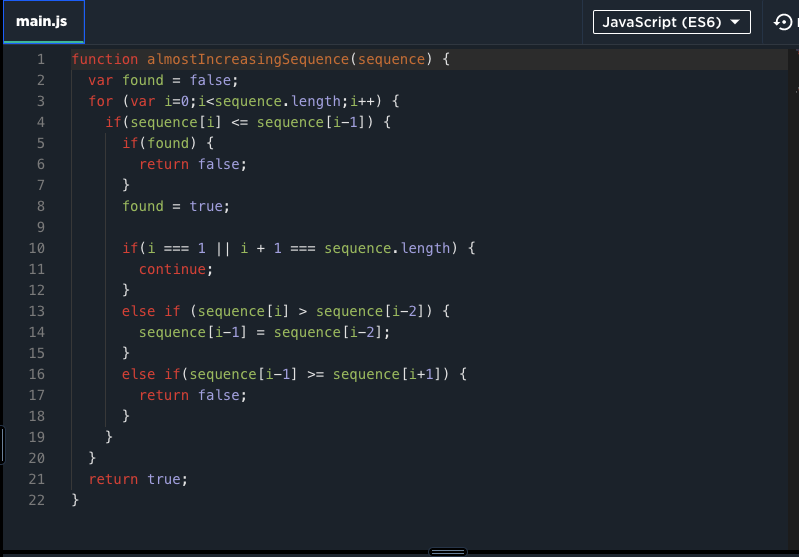 main.js
JavaScript (ES6)
1 function almostIncreasingSequence(sequence) {
2 var found = false;
3 for (var i=0;i<sequence.length;i++) {
4 if(sequence[i] <= sequence[i-1]) {
5 if(found) {
6 return false;
7 }
8 found = true;
9
10 if(i === 1 || i + 1 === sequence.length) {
11 continue;
12 }
13 else if (sequence[i] > sequence[i-2]) {
14 sequence[i-1] = sequence[i-2];
15 }
16 else if(sequence[i-1] >= sequence[i+1]) {
17 return false;
18 }
19 }
20 }
21 return true;
22 }